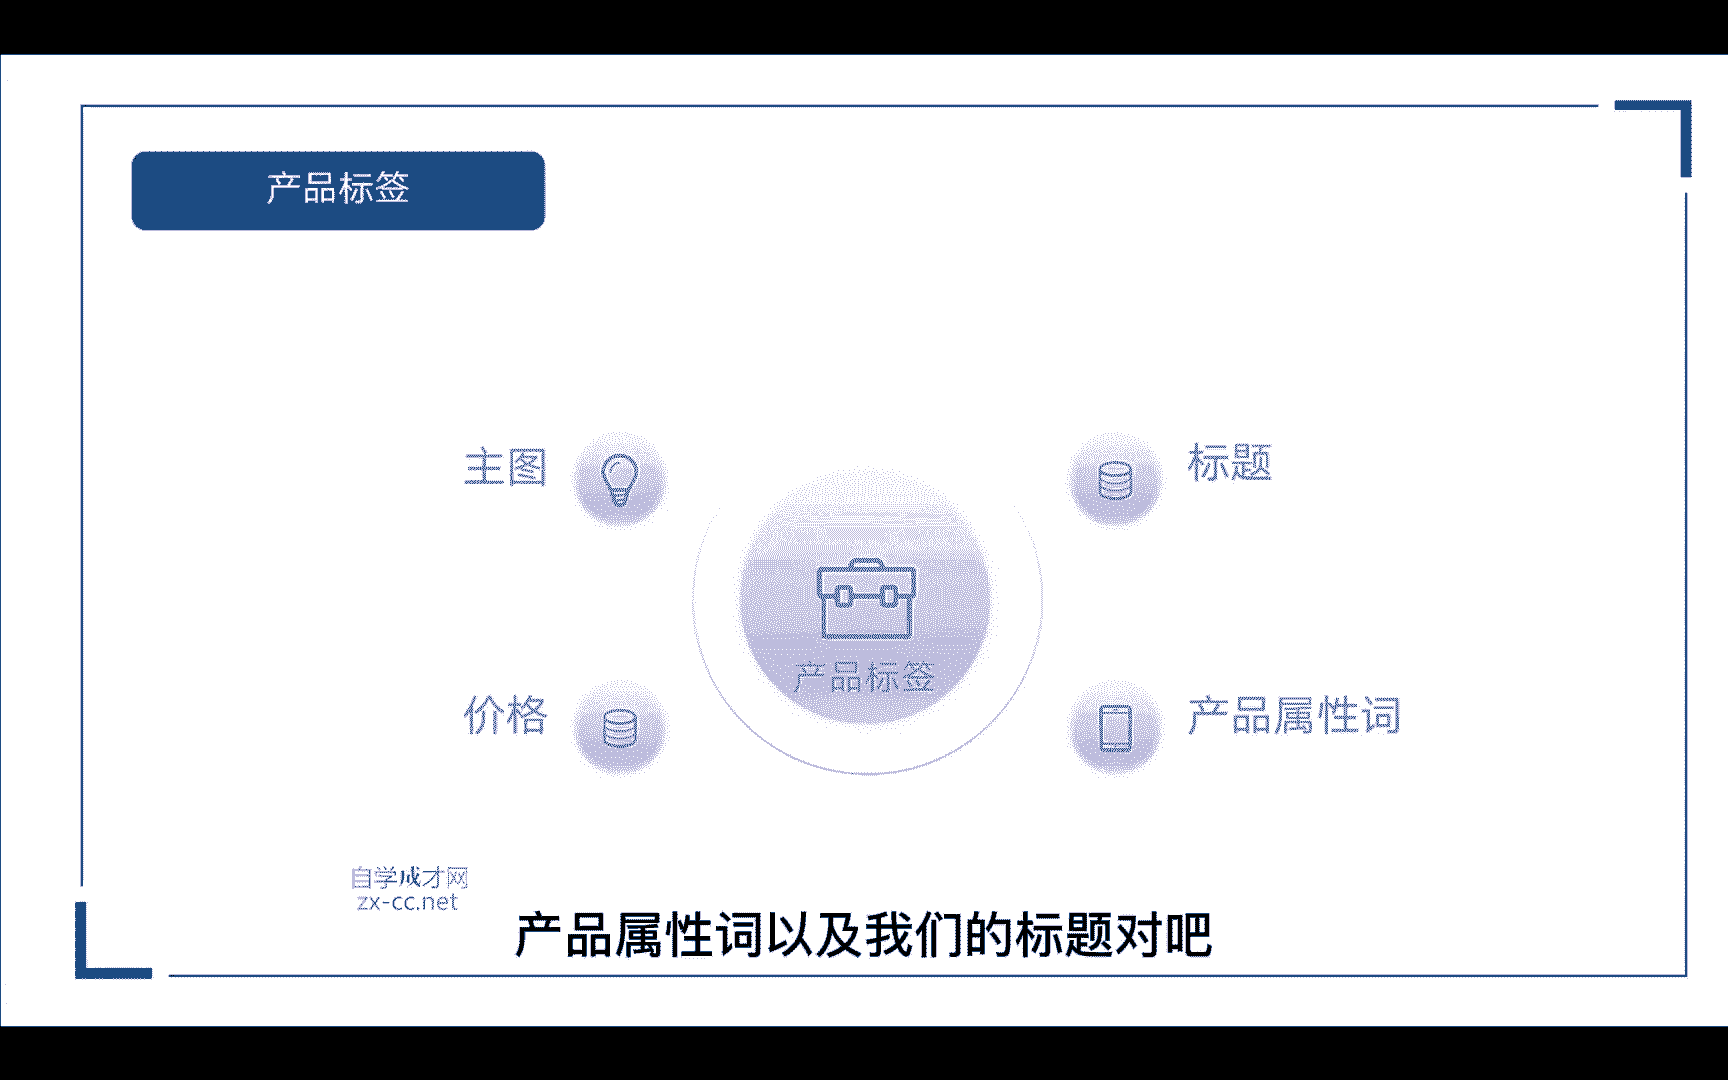 产品标签
主图
标题
产品标签
价格
产品属性词
自学成才网
zx-cc.net
产品属性词以及我们的标题对吧